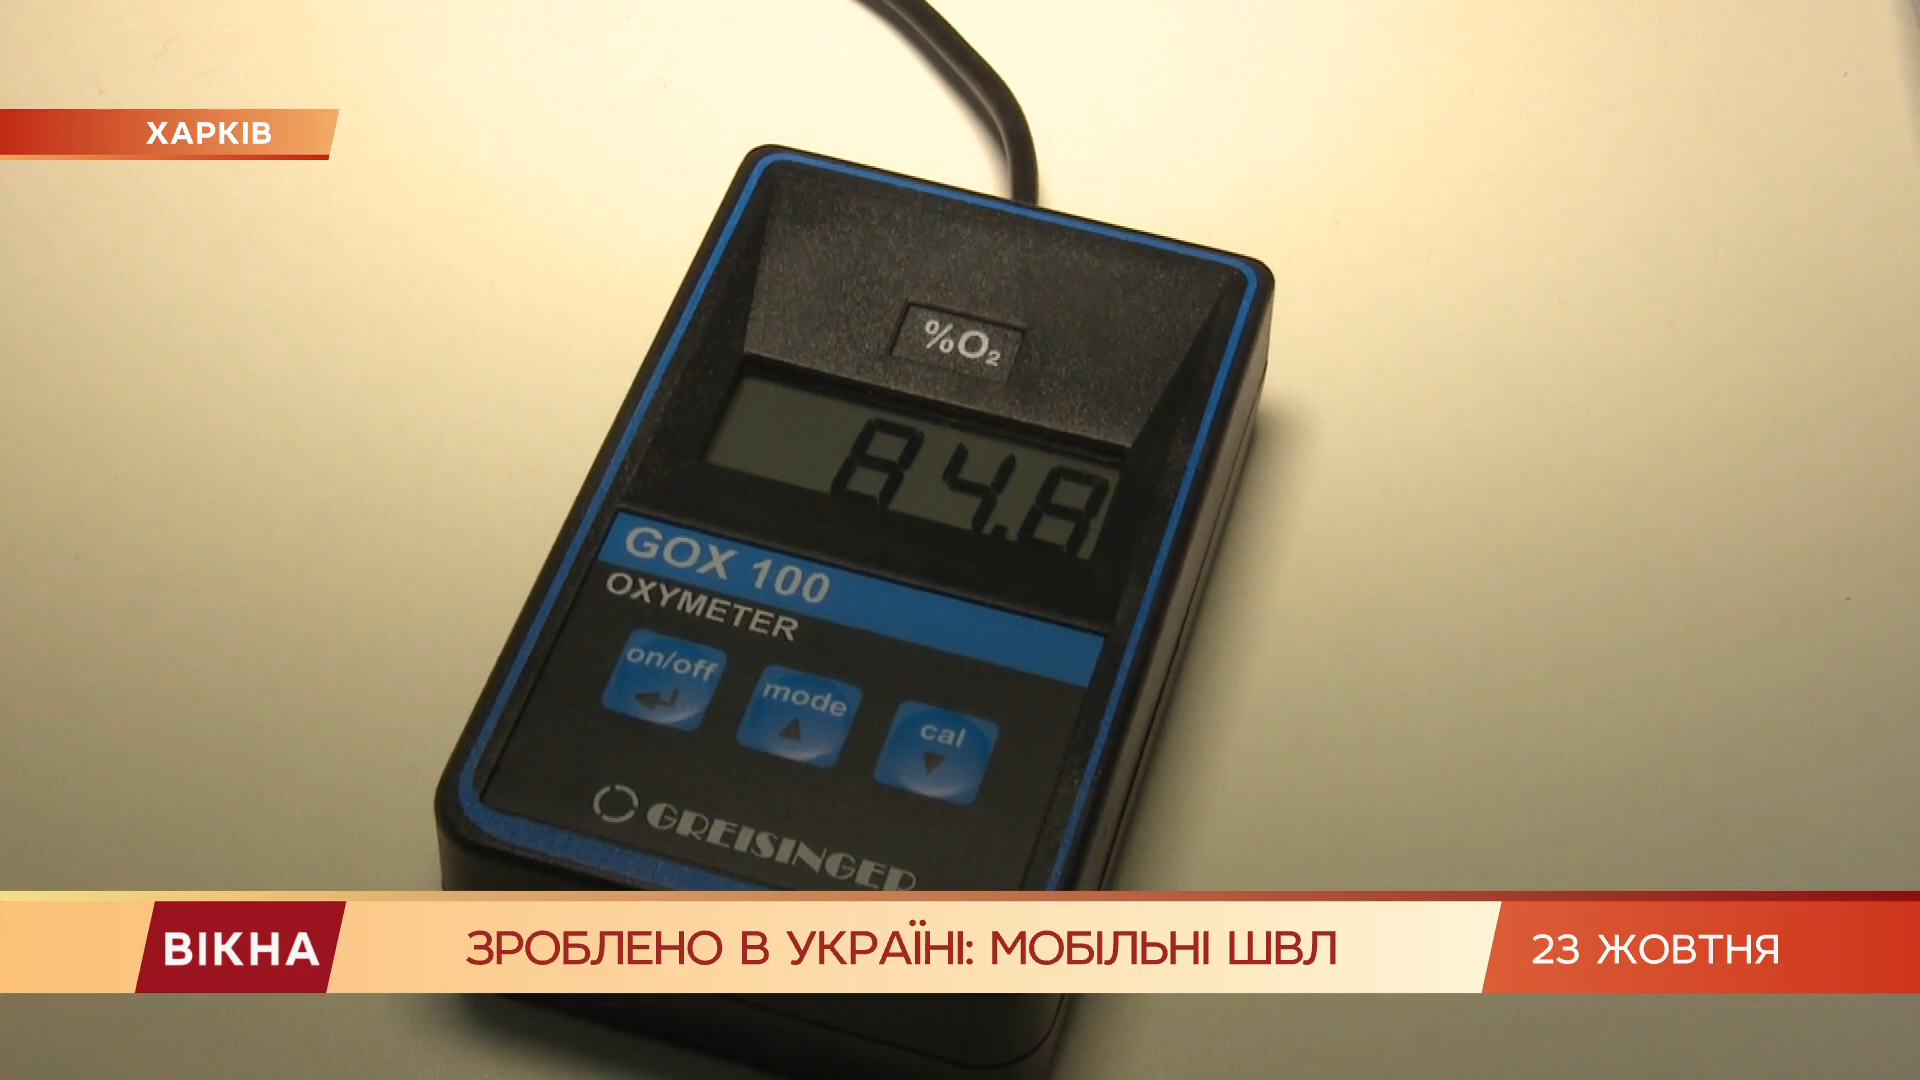 ХАРКІВ
%O₂
84.8
GOX 100
OXYMETER
on/off
mode
cal
GREISINGER
ВІКНА
ЗРОБЛЕНО В УКРАЇНІ: МОБІЛЬНІ ШВЛ
23 ЖОВТНЯ